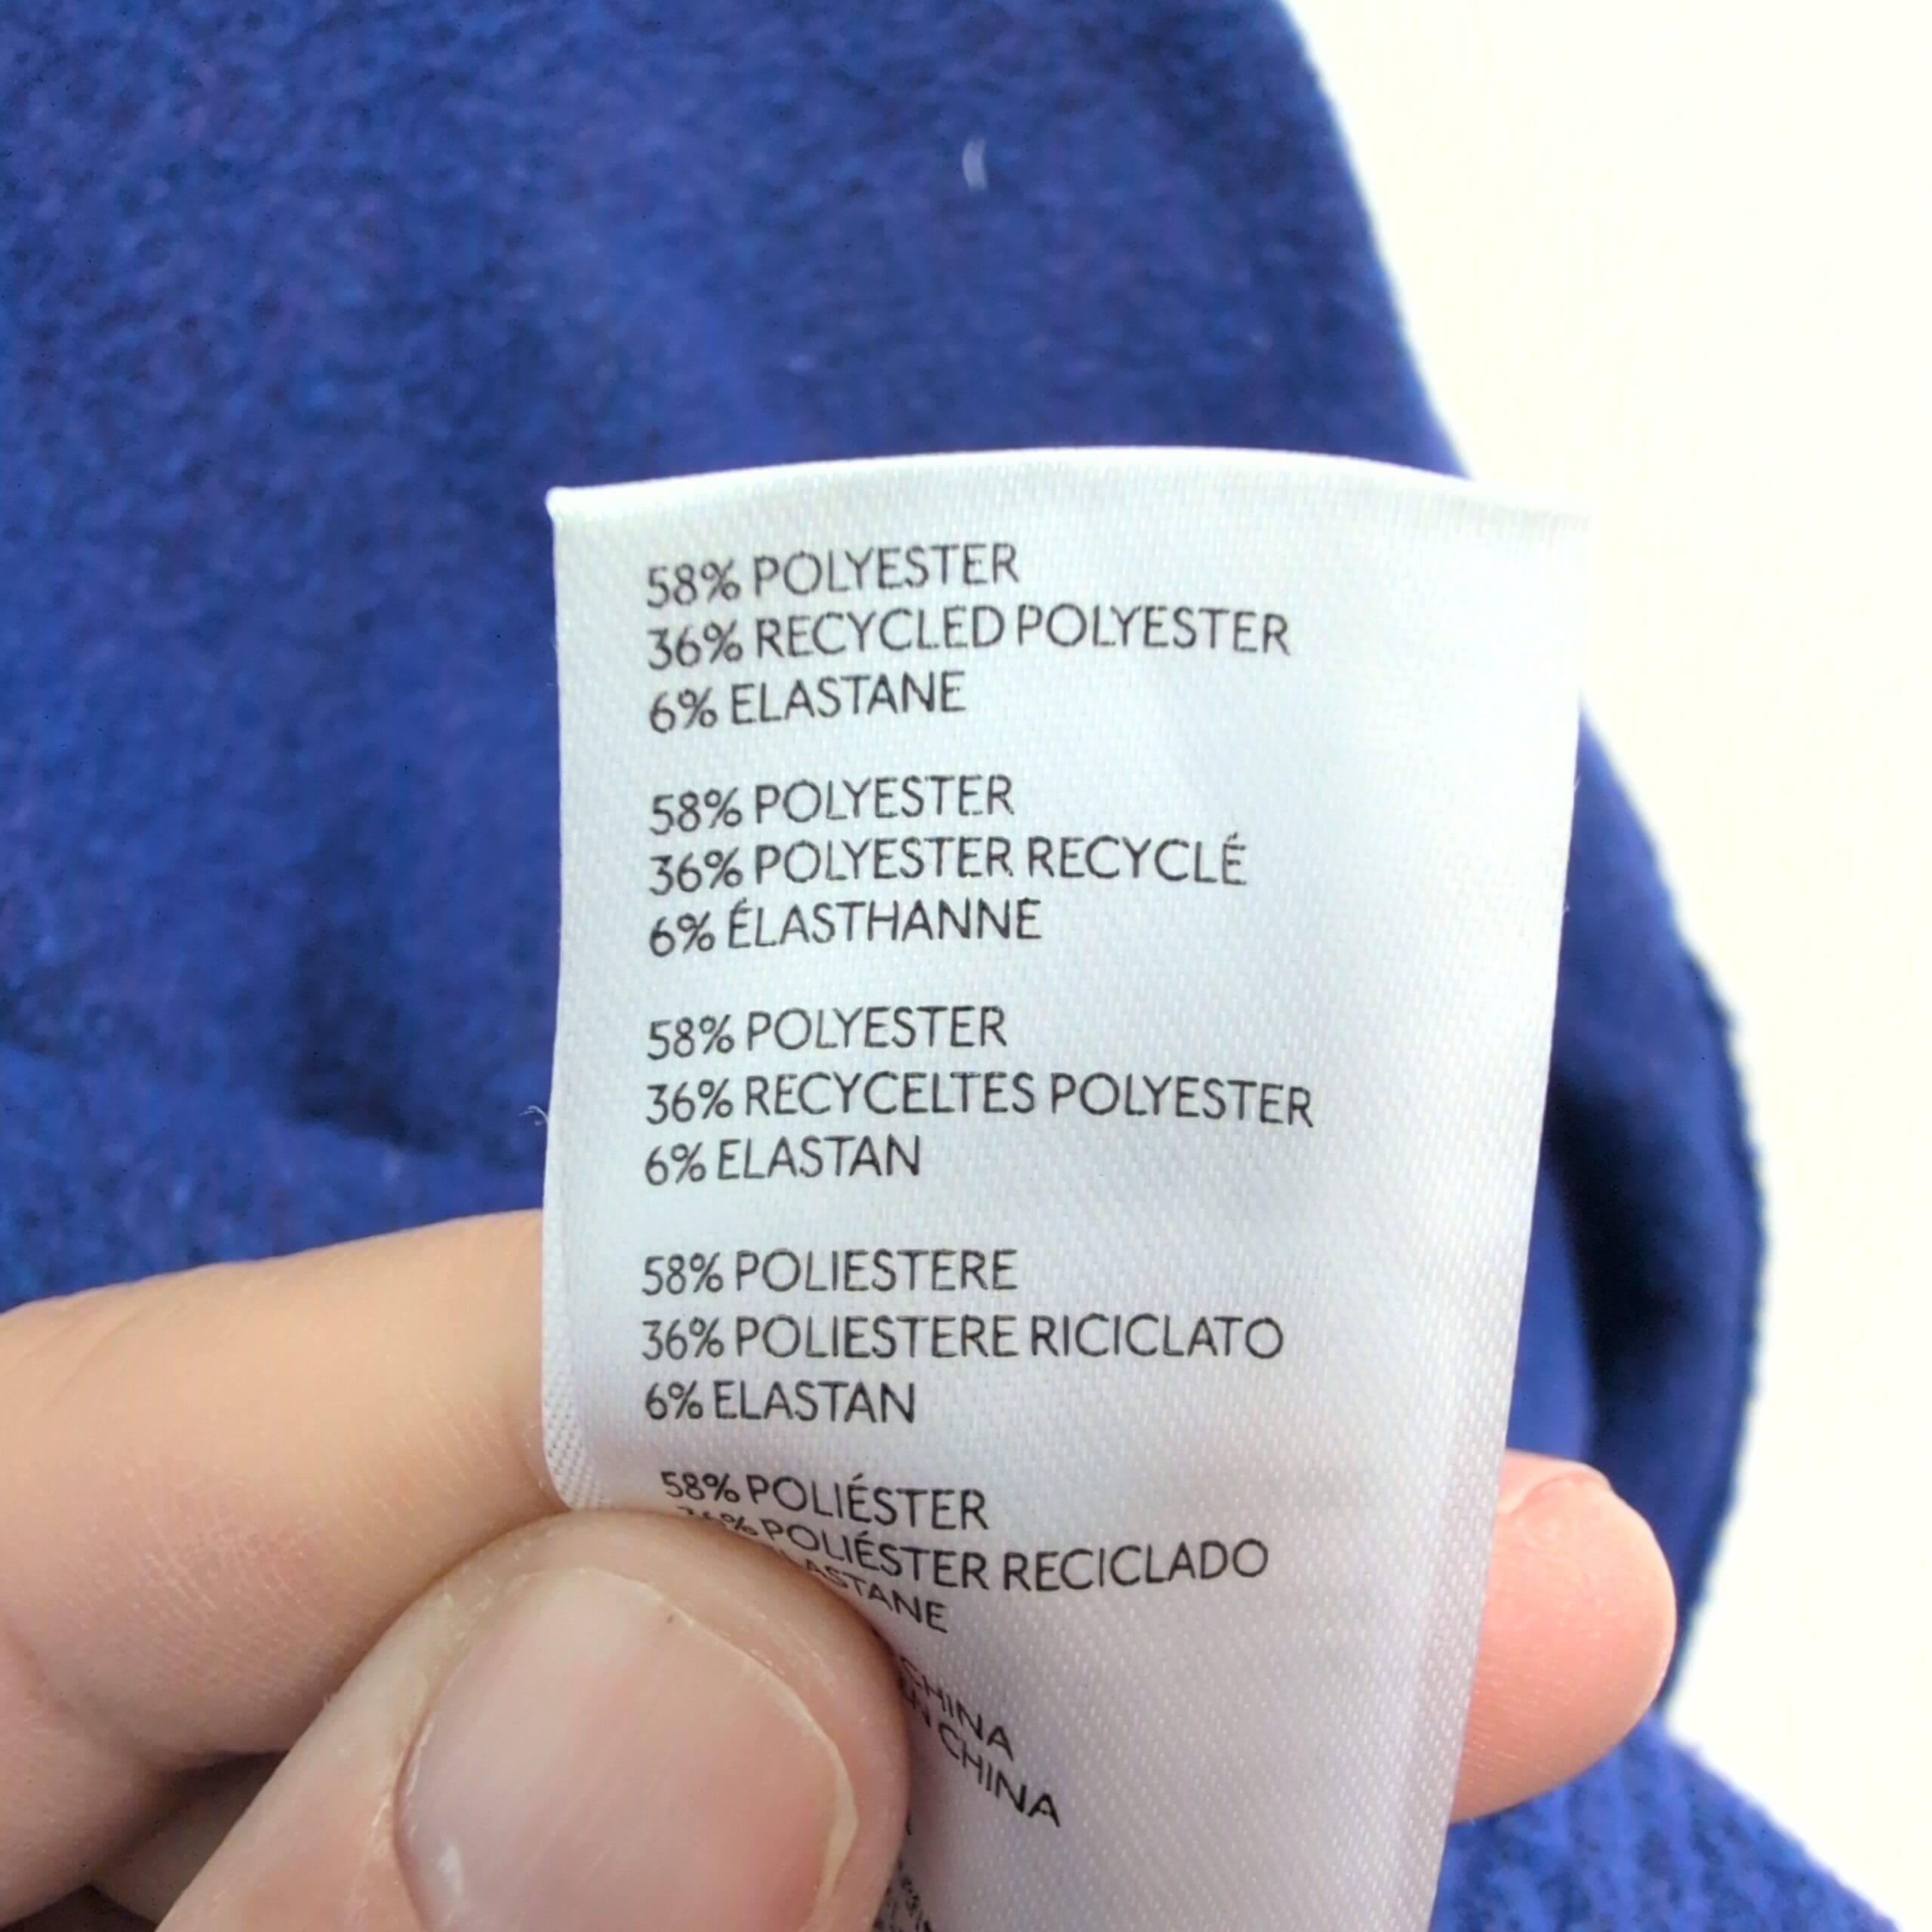 58% POLYESTER
36% RECYCLED POLYESTER
6% ELASTANE
58% POLYESTER
36% POLYESTER RECYCLÉ
6% ÉLASTHANNE
58% POLYESTER
36% RECYCELTES POLYESTER
6% ELASTAN
58% POLIESTERE
36% POLIESTERE RICICLATO
6% ELASTAN
58% POLIÉSTER
36% POLIÉSTER RECICLADO
CHINA
CHINA